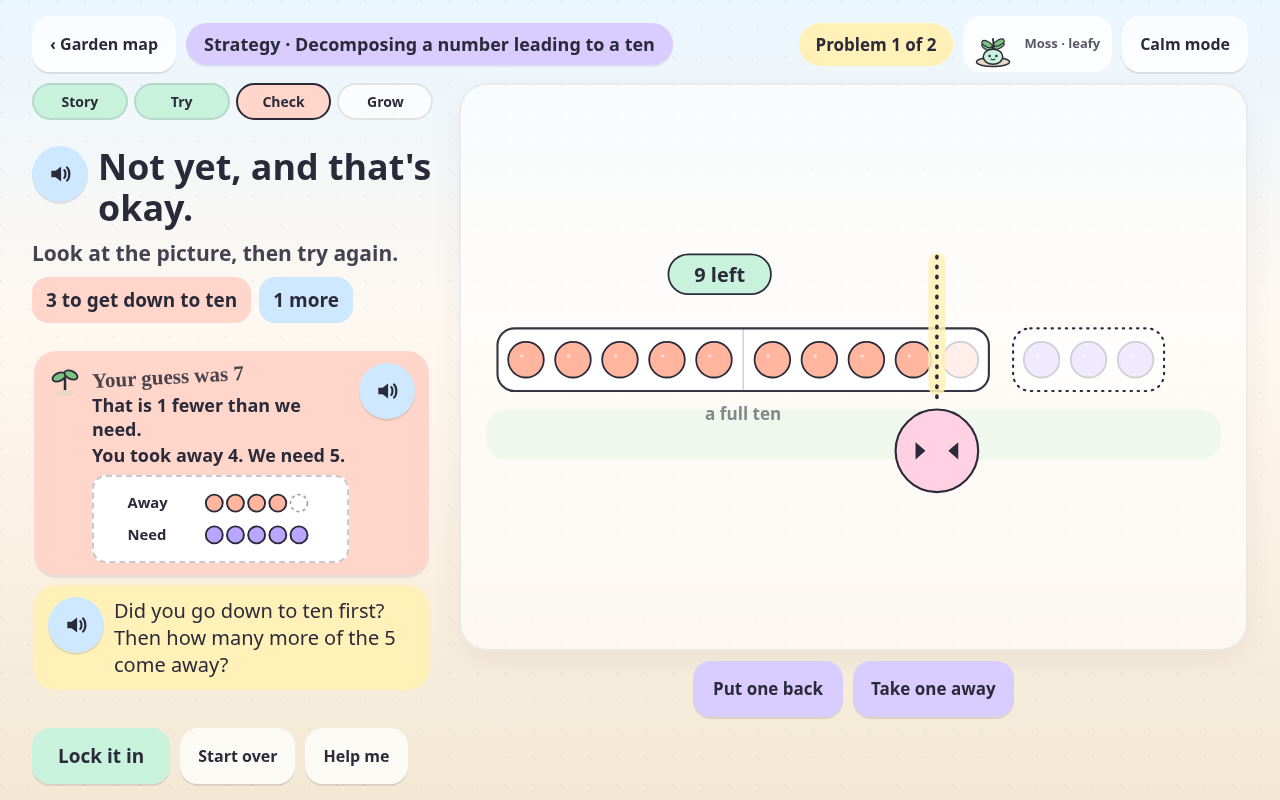 ‹ Garden map
Strategy · Decomposing a number leading to a ten
Problem 1 of 2
Moss · leafy
Calm mode
Story
Try
Check
Grow
Not yet, and that's
okay.
Look at the picture, then try again.
3 to get down to ten
1 more
Your guess was 7
That is 1 fewer than we
need.
You took away 4. We need 5.
Away
Need
Did you go down to ten first?
Then how many more of the 5
come away?
Lock it in
Start over
Help me
9 left
a full ten
Put one back
Take one away